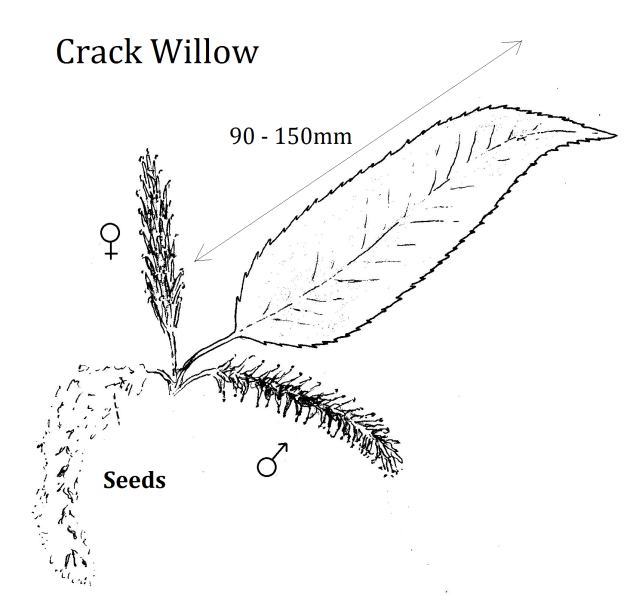 Crack Willow
90 - 150mm
♀
♂
Seeds